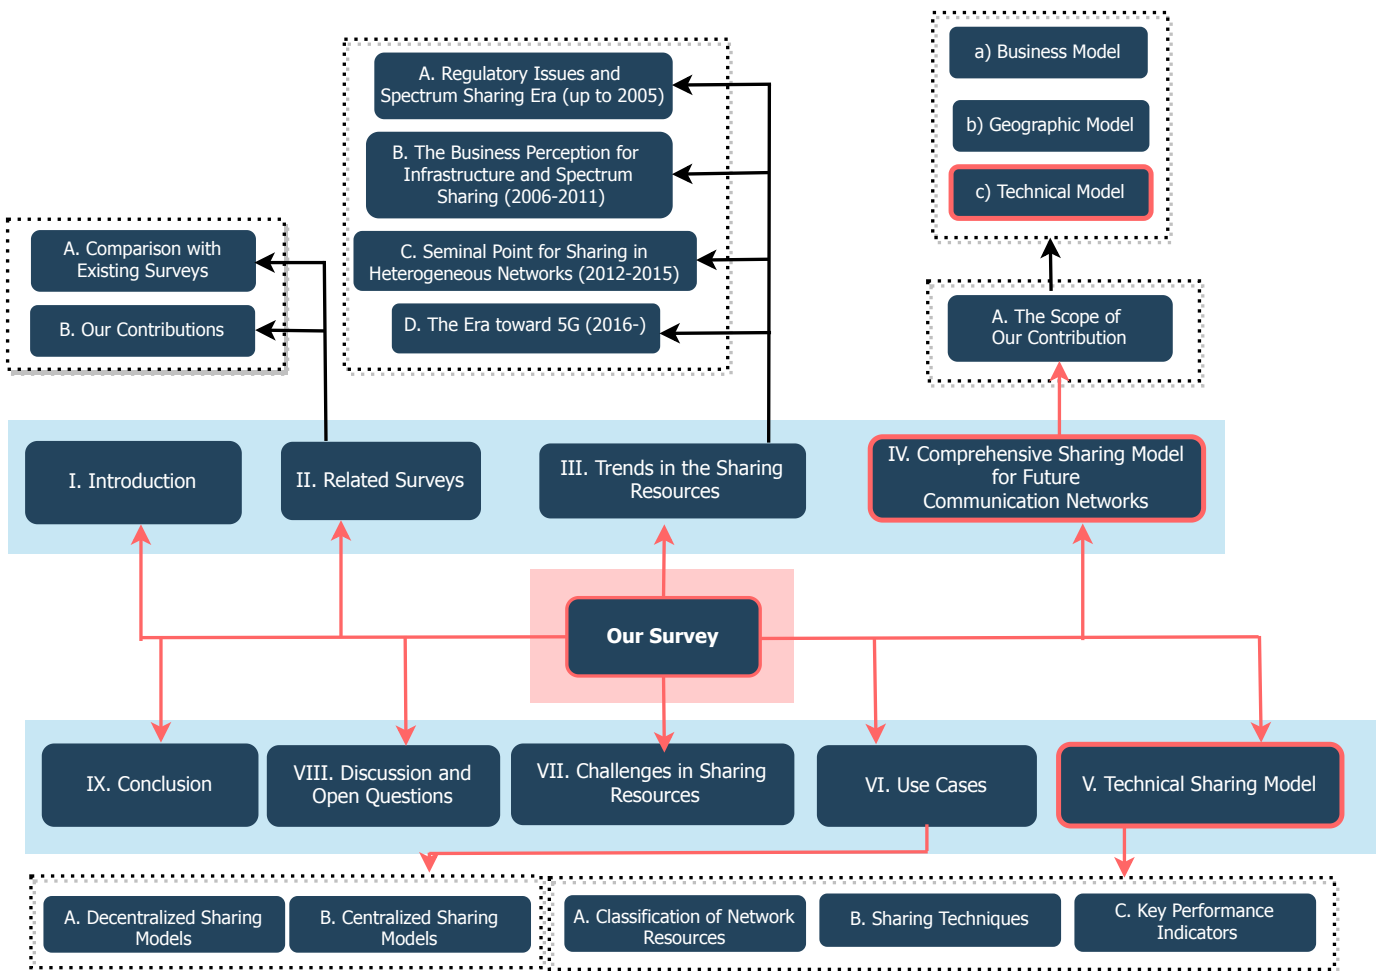 A. Regulatory Issues and
Spectrum Sharing Era (up to 2005)
B. The Business Perception for
Infrastructure and Spectrum
Sharing (2006-2011)
C. Seminal Point for Sharing in
Heterogeneous Networks (2012-2015)
D. The Era toward 5G (2016-)
a) Business Model
b) Geographic Model
c) Technical Model
A. Comparison with
Existing Surveys
B. Our Contributions
A. The Scope of
Our Contribution
I. Introduction
II. Related Surveys
III. Trends in the Sharing
Resources
IV. Comprehensive Sharing Model
for Future
Communication Networks
Our Survey
IX. Conclusion
VIII. Discussion and
Open Questions
VII. Challenges in Sharing
Resources
VI. Use Cases
V. Technical Sharing Model
A. Decentralized Sharing
Models
B. Centralized Sharing
Models
A. Classification of Network
Resources
B. Sharing Techniques
C. Key Performance
Indicators